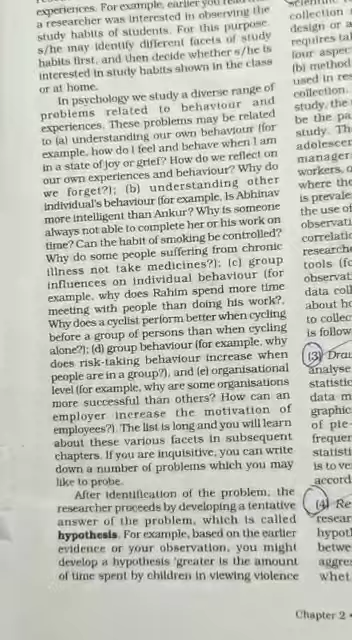 experiences. For example, earlier you
a researcher was interested in observing the
study habits of students. For this purpose
s/he may identify different facets of study
habits first, and then decide whether s/he is
interested in study habits shown in the class
or at home.
In psychology we study a diverse range of
problems related to behaviour and
experiences. These problems may be related
to (a) understanding our own behaviour (for
example, how do I feel and behave when I am
in a state of joy or grief? How do we reflect on
our own experiences and behaviour? Why do
we forget?); (b) understanding other
individual's behaviour (for example, Is Abhinav
more intelligent than Ankur? Why is someone
always not able to complete her or his work on
time? Can the habit of smoking be controlled?
Why do some people suffering from chronic
illness not take medicines?); (c) group
influences on individual behaviour (for
example, why does Rahim spend more time
meeting with people than doing his work?,
Why does a cyclist perform better when cycling
before a group of persons than when cycling
alone?); (d) group behaviour (for example, why
does risk-taking behaviour increase when
people are in a group?), and (e) organisational
level (for example, why are some organisations
more successful than others? How can an
employer increase the motivation of
employees?) The list is long and you will learn
about these various facets in subsequent
chapters. If you are inquisitive, you can write
down a number of problems which you may
like to probe.
After identification of the problem, the
researcher proceeds by developing a tentative
answer of the problem, which is called
hypothesis. For example, based on the earlier
evidence or your observation, you might
develop a hypothesis 'greater is the amount
of time spent by children in viewing violence
collection
design or a
requires tal
four aspec
(b) method
used in res
collection.
study, the
be the pa
study. Th
adolescer
manager
workers, o
where the
is prevale
the use of
observati
correlatio
researche
tools (fo
observat
data coll
about ho
to collec
is follow
(3) Draw
analyse
statistic
data m
graphic
of pie-
frequen
statisti
is to ve
accord
(4) Re
resear
hypot
betwe
aggres
whet
Chapter 2